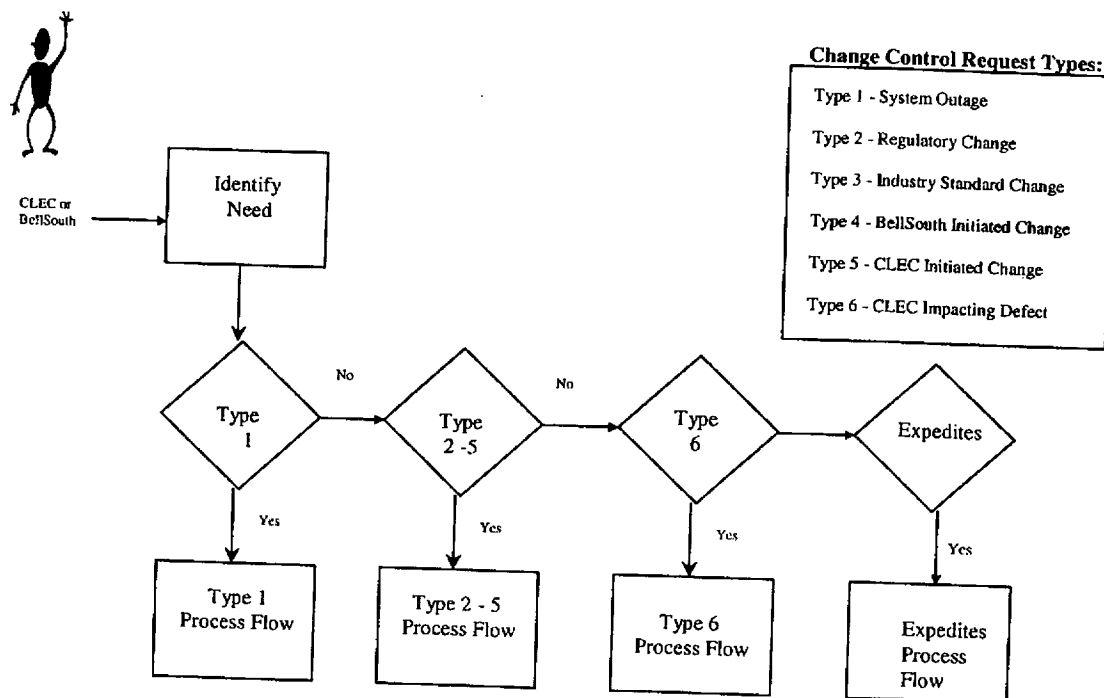 Change Control Request Types:
Type 1 - System Outage
Type 2 - Regulatory Change
Type 3 - Industry Standard Change
Type 4 - BellSouth Initiated Change
Type 5 - CLEC Initiated Change
Type 6 - CLEC Impacting Defect
CLEC or
BellSouth
Identify
Need
Type
1
No
Type
2 -5
No
Type
6
Expedites
Yes
Yes
Yes
Yes
Type 1
Process Flow
Type 2 - 5
Process Flow
Type 6
Process Flow
Expedites
Process
Flow